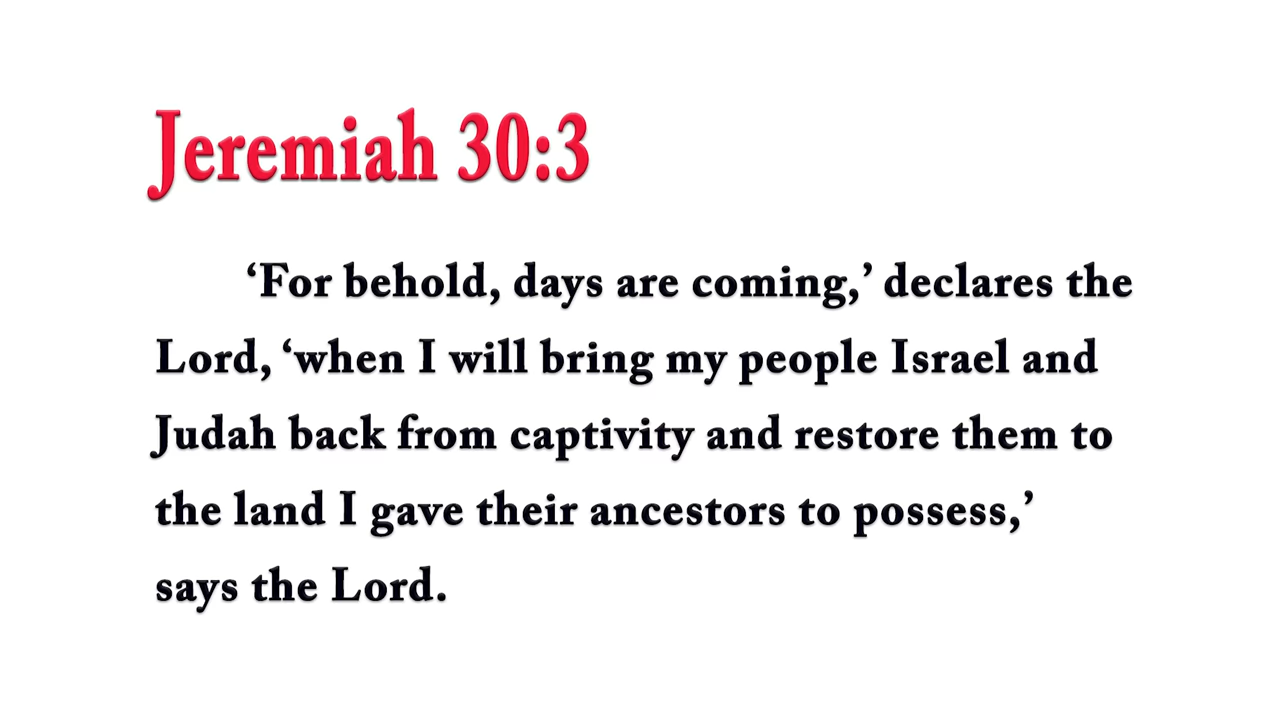 Jeremiah 30:3
‘For behold, days are coming,’ declares the
Lord, ‘when I will bring my people Israel and
Judah back from captivity and restore them to
the land I gave their ancestors to possess,’
says the Lord.